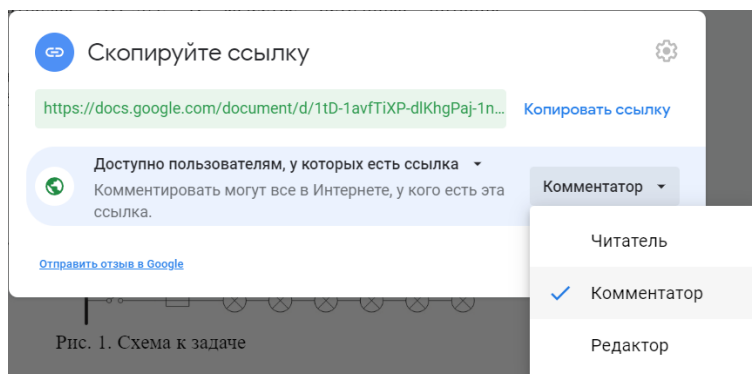 Скопируйте ссылку
https://docs.google.com/document/d/1tD-1avfTiXP-dlKhgPaj-1n...
Копировать ссылку
Доступно пользователям, у которых есть ссылка
Комментировать могут все в Интернете, у кого есть эта
ссылка.
Комментатор
Читатель
Комментатор
Редактор
Отправить отзыв в Google
Рис. 1. Схема к задаче